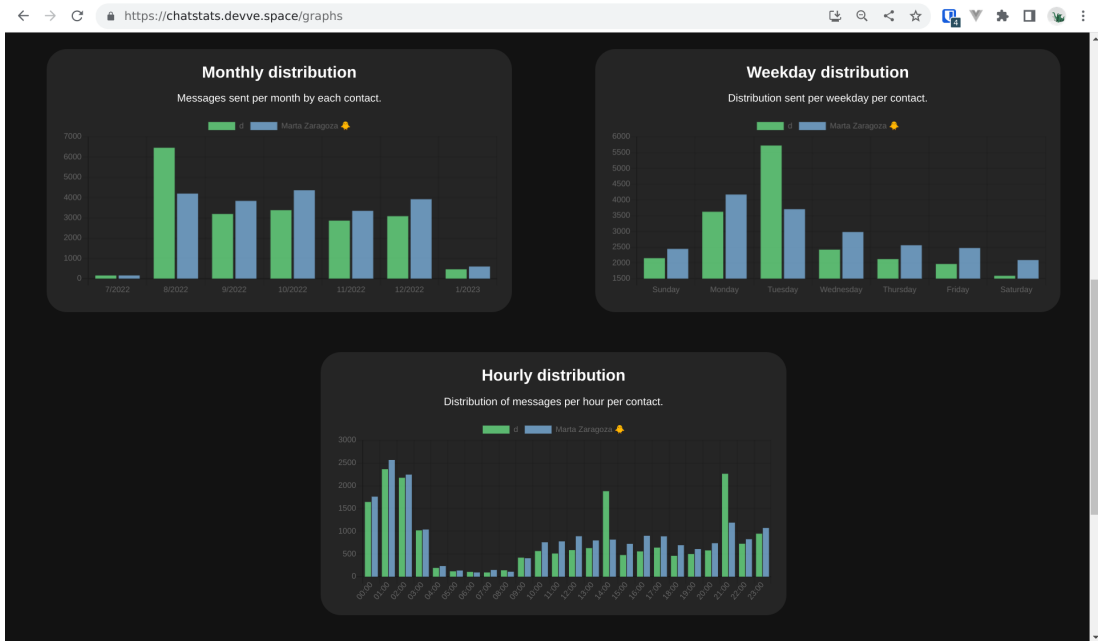 https://chatstats.devve.space/graphs
4
Monthly distribution
Messages sent per month by each contact.
d Marta Zaragoza 🐥
7000
6000
5000
4000
3000
2000
1000
0
7/2022 8/2022 9/2022 10/2022 11/2022 12/2022 1/2023
Weekday distribution
Distribution sent per weekday per contact.
d Marta Zaragoza 🐥
6000
5500
5000
4500
4000
3500
3000
2500
2000
1500
Sunday Monday Tuesday Wednesday Thursday Friday Saturday
Hourly distribution
Distribution of messages per hour per contact.
d Marta Zaragoza 🐥
3000
2500
2000
1500
1000
500
0
00:00 01:00 02:00 03:00 04:00 05:00 06:00 07:00 08:00 09:00 10:00 11:00 12:00 13:00 14:00 15:00 16:00 17:00 18:00 19:00 20:00 21:00 22:00 23:00